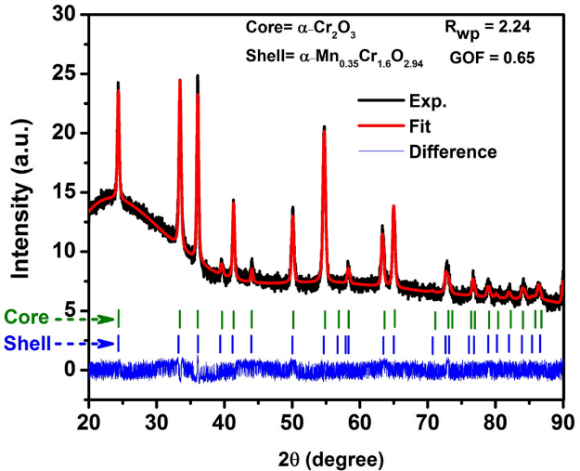 Core= α-Cr₂O₃
R_wp = 2.24
Shell= α-Mn₀.₃₅Cr₁.₆O₂.₉₄
GOF = 0.65
Exp.
Fit
Difference
Intensity (a.u.)
30
25
20
15
10
5
0
Core
Shell
20 30 40 50 60 70 80 90
2θ (degree)